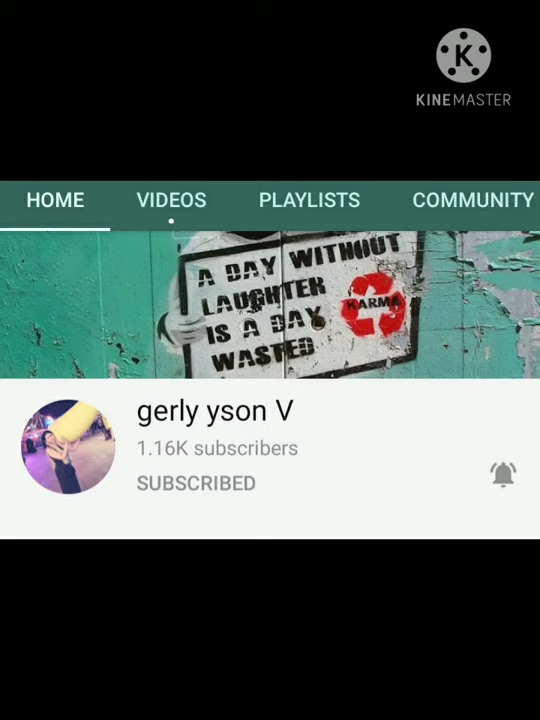 K
KINEMASTER
HOME VIDEOS PLAYLISTS COMMUNITY
A DAY WITHOUT
LAUGHTER
IS A DAY
WASTED
KARMA
gerly yson V
1.16K subscribers
SUBSCRIBED